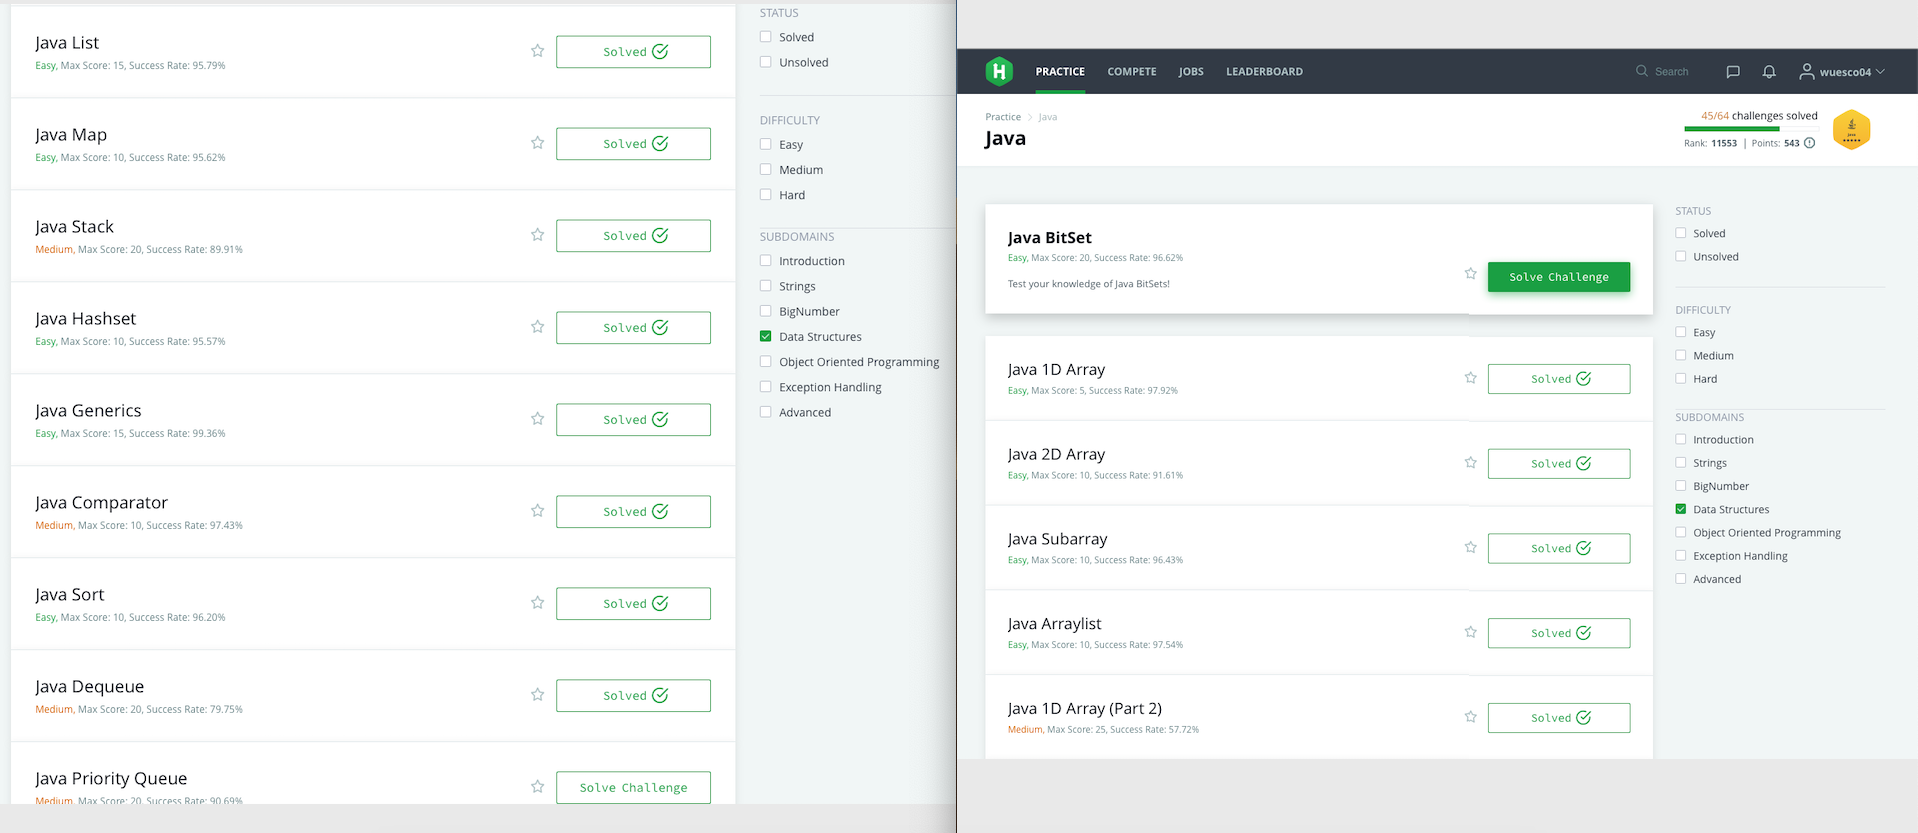 Java List
Easy, Max Score: 15, Success Rate: 95.79%
Solved
Java Map
Easy, Max Score: 10, Success Rate: 95.62%
Solved
Java Stack
Medium, Max Score: 20, Success Rate: 89.91%
Solved
Java Hashset
Easy, Max Score: 10, Success Rate: 95.57%
Solved
Java Generics
Easy, Max Score: 15, Success Rate: 99.36%
Solved
Java Comparator
Medium, Max Score: 10, Success Rate: 97.43%
Solved
Java Sort
Easy, Max Score: 10, Success Rate: 96.20%
Solved
Java Dequeue
Medium, Max Score: 20, Success Rate: 79.75%
Solved
Java Priority Queue
Medium, Max Score: 20, Success Rate: 90.69%
Solve Challenge
STATUS
Solved
Unsolved
DIFFICULTY
Easy
Medium
Hard
SUBDOMAINS
Introduction
Strings
BigNumber
Data Structures
Object Oriented Programming
Exception Handling
Advanced
H PRACTICE COMPETE JOBS LEADERBOARD Search wuesco04
Practice > Java
Java
45/64 challenges solved
Rank: 11553 | Points: 543
Java
Java BitSet
Easy, Max Score: 20, Success Rate: 96.62%
Test your knowledge of Java BitSets!
Solve Challenge
Java 1D Array
Easy, Max Score: 5, Success Rate: 97.92%
Solved
Java 2D Array
Easy, Max Score: 10, Success Rate: 91.61%
Solved
Java Subarray
Easy, Max Score: 10, Success Rate: 96.43%
Solved
Java Arraylist
Easy, Max Score: 10, Success Rate: 97.54%
Solved
Java 1D Array (Part 2)
Medium, Max Score: 25, Success Rate: 57.72%
Solved
STATUS
Solved
Unsolved
DIFFICULTY
Easy
Medium
Hard
SUBDOMAINS
Introduction
Strings
BigNumber
Data Structures
Object Oriented Programming
Exception Handling
Advanced